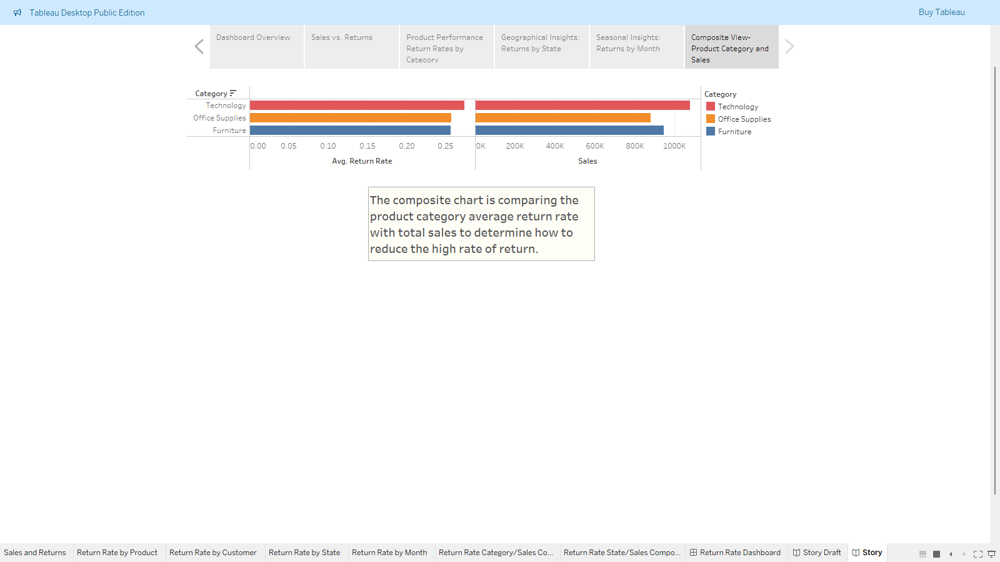 Tableau Desktop Public Edition
Buy Tableau
Dashboard Overview
Sales vs. Returns
Product Performance
Return Rates by
Category
Geographical Insights:
Returns by State
Seasonal Insights:
Returns by Month
Composite View-
Product Category and
Sales
Category
Technology
Office Supplies
Furniture
0.00 0.05 0.10 0.15 0.20 0.25
Avg. Return Rate
0K 200K 400K 600K 800K 1000K
Sales
Category
Technology
Office Supplies
Furniture
The composite chart is comparing the
product category average return rate
with total sales to determine how to
reduce the high rate of return.
Sales and Returns
Return Rate by Product
Return Rate by Customer
Return Rate by State
Return Rate by Month
Return Rate Category/Sales Co...
Return Rate State/Sales Compo...
Return Rate Dashboard
Story Draft
Story